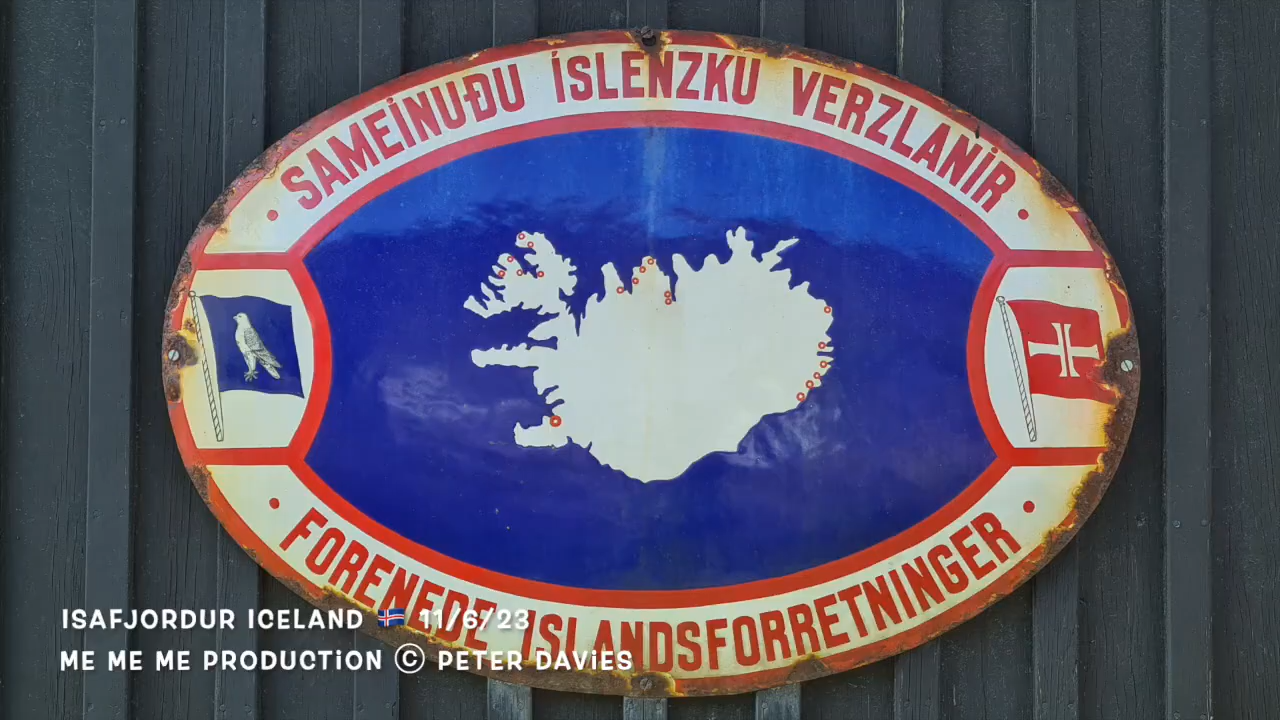 SAMEINUÐU ÍSLENZKU VERZLANIR
FORENEDE ISLANDSFORRETNINGER
ISAFJORDUR ICELAND 🇮🇸 11/6/23
ME ME ME PRODUCTION © PETER DAVIES